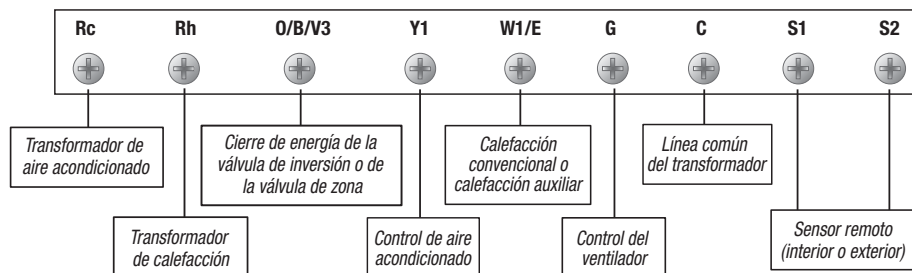 Rc Rh O/B/V3 Y1 W1/E G C S1 S2
Transformador de
aire acondicionado
Cierre de energía de la
válvula de inversión o de
la válvula de zona
Calefacción
convencional o
calefacción auxiliar
Línea común
del transformador
Transformador
de calefacción
Control de aire
acondicionado
Control del
ventilador
Sensor remoto
(interior o exterior)